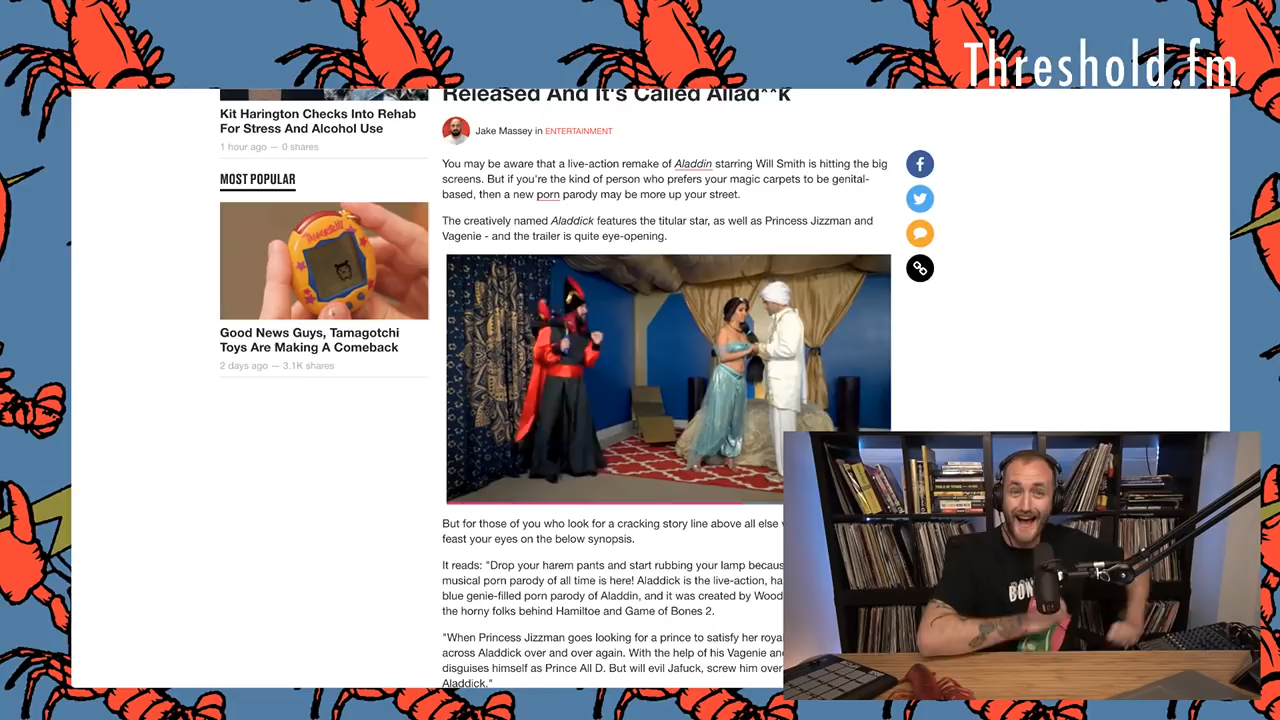 Threshold.fm
Released And It's Called Allad**k
Kit Harington Checks Into Rehab
For Stress And Alcohol Use
1 hour ago — 0 shares
MOST POPULAR
Good News Guys, Tamagotchi
Toys Are Making A Comeback
2 days ago — 3.1K shares
Jake Massey in ENTERTAINMENT
You may be aware that a live-action remake of Aladdin starring Will Smith is hitting the big
screens. But if you're the kind of person who prefers your magic carpets to be genital-
based, then a new porn parody may be more up your street.
The creatively named Aladdick features the titular star, as well as Princess Jizzman and
Vagenie - and the trailer is quite eye-opening.
But for those of you who look for a cracking story line above all else
feast your eyes on the below synopsis.
It reads: "Drop your harem pants and start rubbing your lamp
musical porn parody of all time is here! Aladdick is the live-action,
blue genie-filled porn parody of Aladdin, and it was created by
the horny folks behind Hamiltoe and Game of Bones 2.
"When Princess Jizzman goes looking for a prince to satisfy her
across Aladdick over and over again. With the help of his Vagenie
disguises himself as Prince All D. But will evil Jafuck, screw him over
Aladdick."